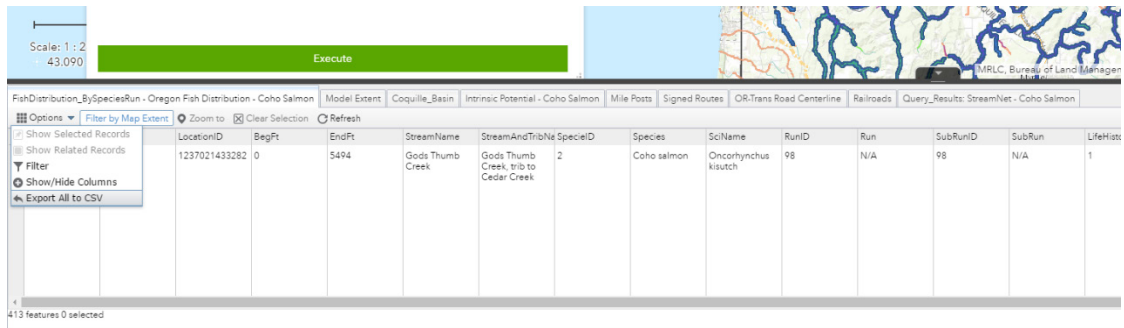 Scale: 1 : 2
43.090
Execute
MRLC, Bureau of Land Managem
FishDistribution_BySpeciesRun - Oregon Fish Distribution - Coho Salmon Model Extent Coquille_Basin Intrinsic Potential - Coho Salmon Mile Posts Signed Routes OR-Trans Road Centerline Railroads Query_Results: StreamNet - Coho Salmon
Options Filter by Map Extent Zoom to Clear Selection Refresh
Show Selected Records
Show Related Records
Filter
Show/Hide Columns
Export All to CSV
LocationID BegFt EndFt StreamName StreamAndTribNa SpecieID Species SciName RunID Run SubRunID SubRun LifeHisto
1237021433282 0 5494 Gods Thumb Gods Thumb 2 Coho salmon Oncorhynchus 98 N/A 98 N/A 1
Creek Creek, trib to kisutch
Cedar Creek
413 features 0 selected